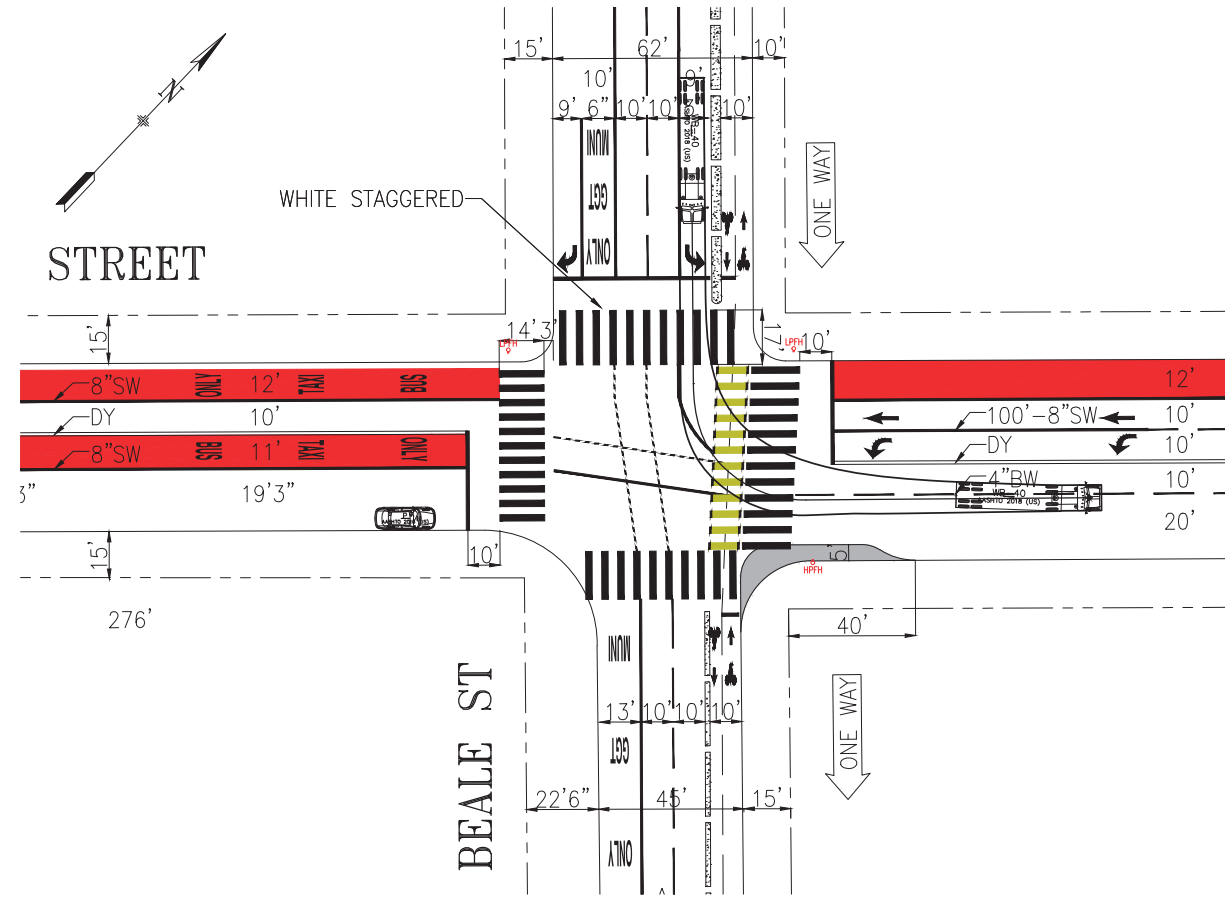 15'
62'
10'
10'
9'
6"
10'
10'
10'
N
WB-40
AASHTO 2018 (US)
MUNI
GGT
ONLY
ONE WAY
WHITE STAGGERED
STREET
15'
14'3"
17'
10'
LPFH
LPFH
8"SW
ONLY
12'
TAXI
BUS
12'
DY
10'
100'-8"SW
10'
8"SW
BUS
11'
TAXI
ONLY
DY
10'
3"
19'3"
4"BW
10'
WB-40
AASHTO 2018 (US)
20'
AASHTO 2018 (US)
15'
10'
5'
HPFH
276'
40'
MUNI
BEALE ST
13'
10'
10'
10'
GGT
ONE WAY
22'6"
45'
15'
ONLY